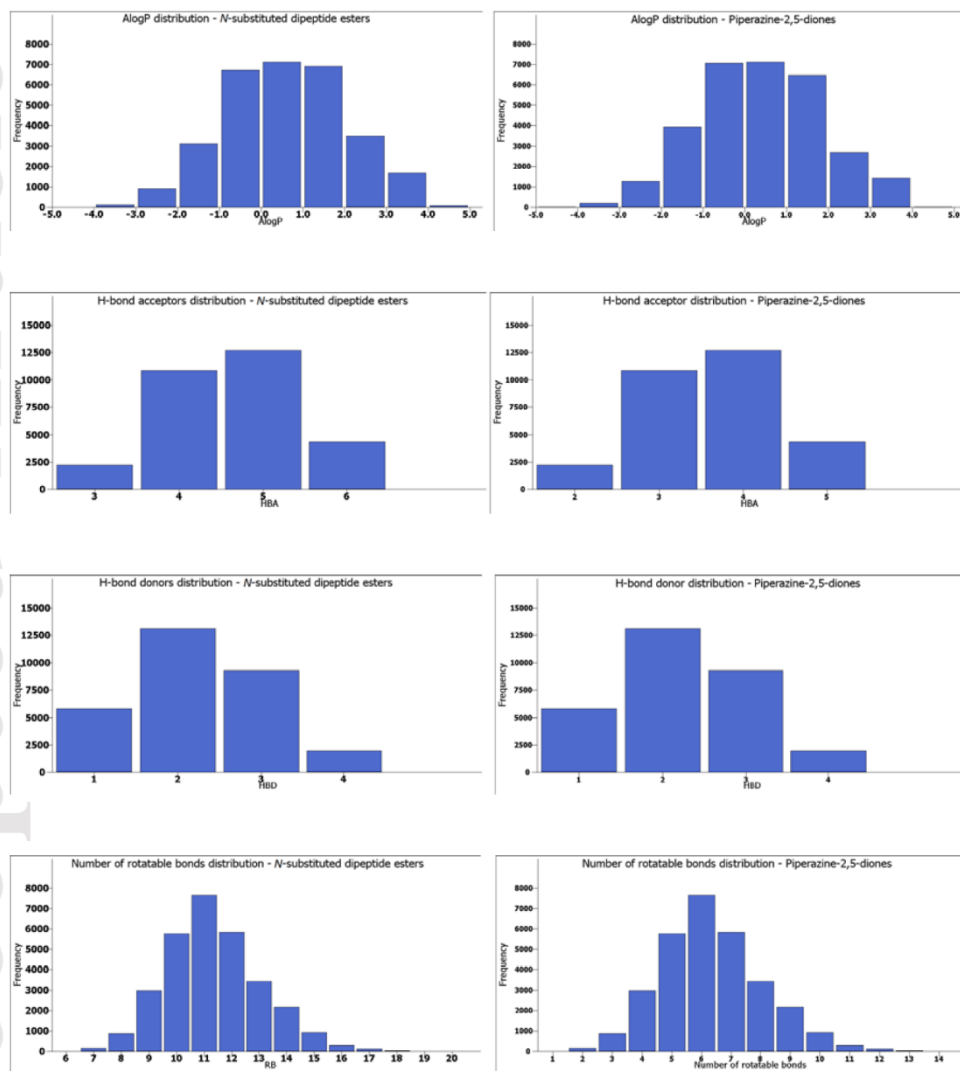 AlogP distribution - N-substituted dipeptide esters
8000
7000
6000
5000
4000
3000
2000
1000
0
Frequency
-5.0 -4.0 -3.0 -2.0 -1.0 0.0 1.0 2.0 3.0 4.0 5.0
AlogP
AlogP distribution - Piperazine-2,5-diones
8000
7000
6000
5000
4000
3000
2000
1000
0
Frequency
-5.0 -4.0 -3.0 -2.0 -1.0 0.0 1.0 2.0 3.0 4.0 5.0
AlogP
H-bond acceptors distribution - N-substituted dipeptide esters
15000
12500
10000
7500
5000
2500
0
Frequency
3 4 5 6
HBA
H-bond acceptor distribution - Piperazine-2,5-diones
15000
12500
10000
7500
5000
2500
0
Frequency
2 3 4 5
HBA
H-bond donors distribution - N-substituted dipeptide esters
15000
12500
10000
7500
5000
2500
0
Frequency
1 2 3 4
HBD
H-bond donor distribution - Piperazine-2,5-diones
15000
12500
10000
7500
5000
2500
0
Frequency
1 2 3 4
HBD
Number of rotatable bonds distribution - N-substituted dipeptide esters
8000
7000
6000
5000
4000
3000
2000
1000
0
Frequency
6 7 8 9 10 11 12 13 14 15 16 17 18 19 20
RB
Number of rotatable bonds distribution - Piperazine-2,5-diones
8000
7000
6000
5000
4000
3000
2000
1000
0
Frequency
1 2 3 4 5 6 7 8 9 10 11 12 13 14
Number of rotatable bonds